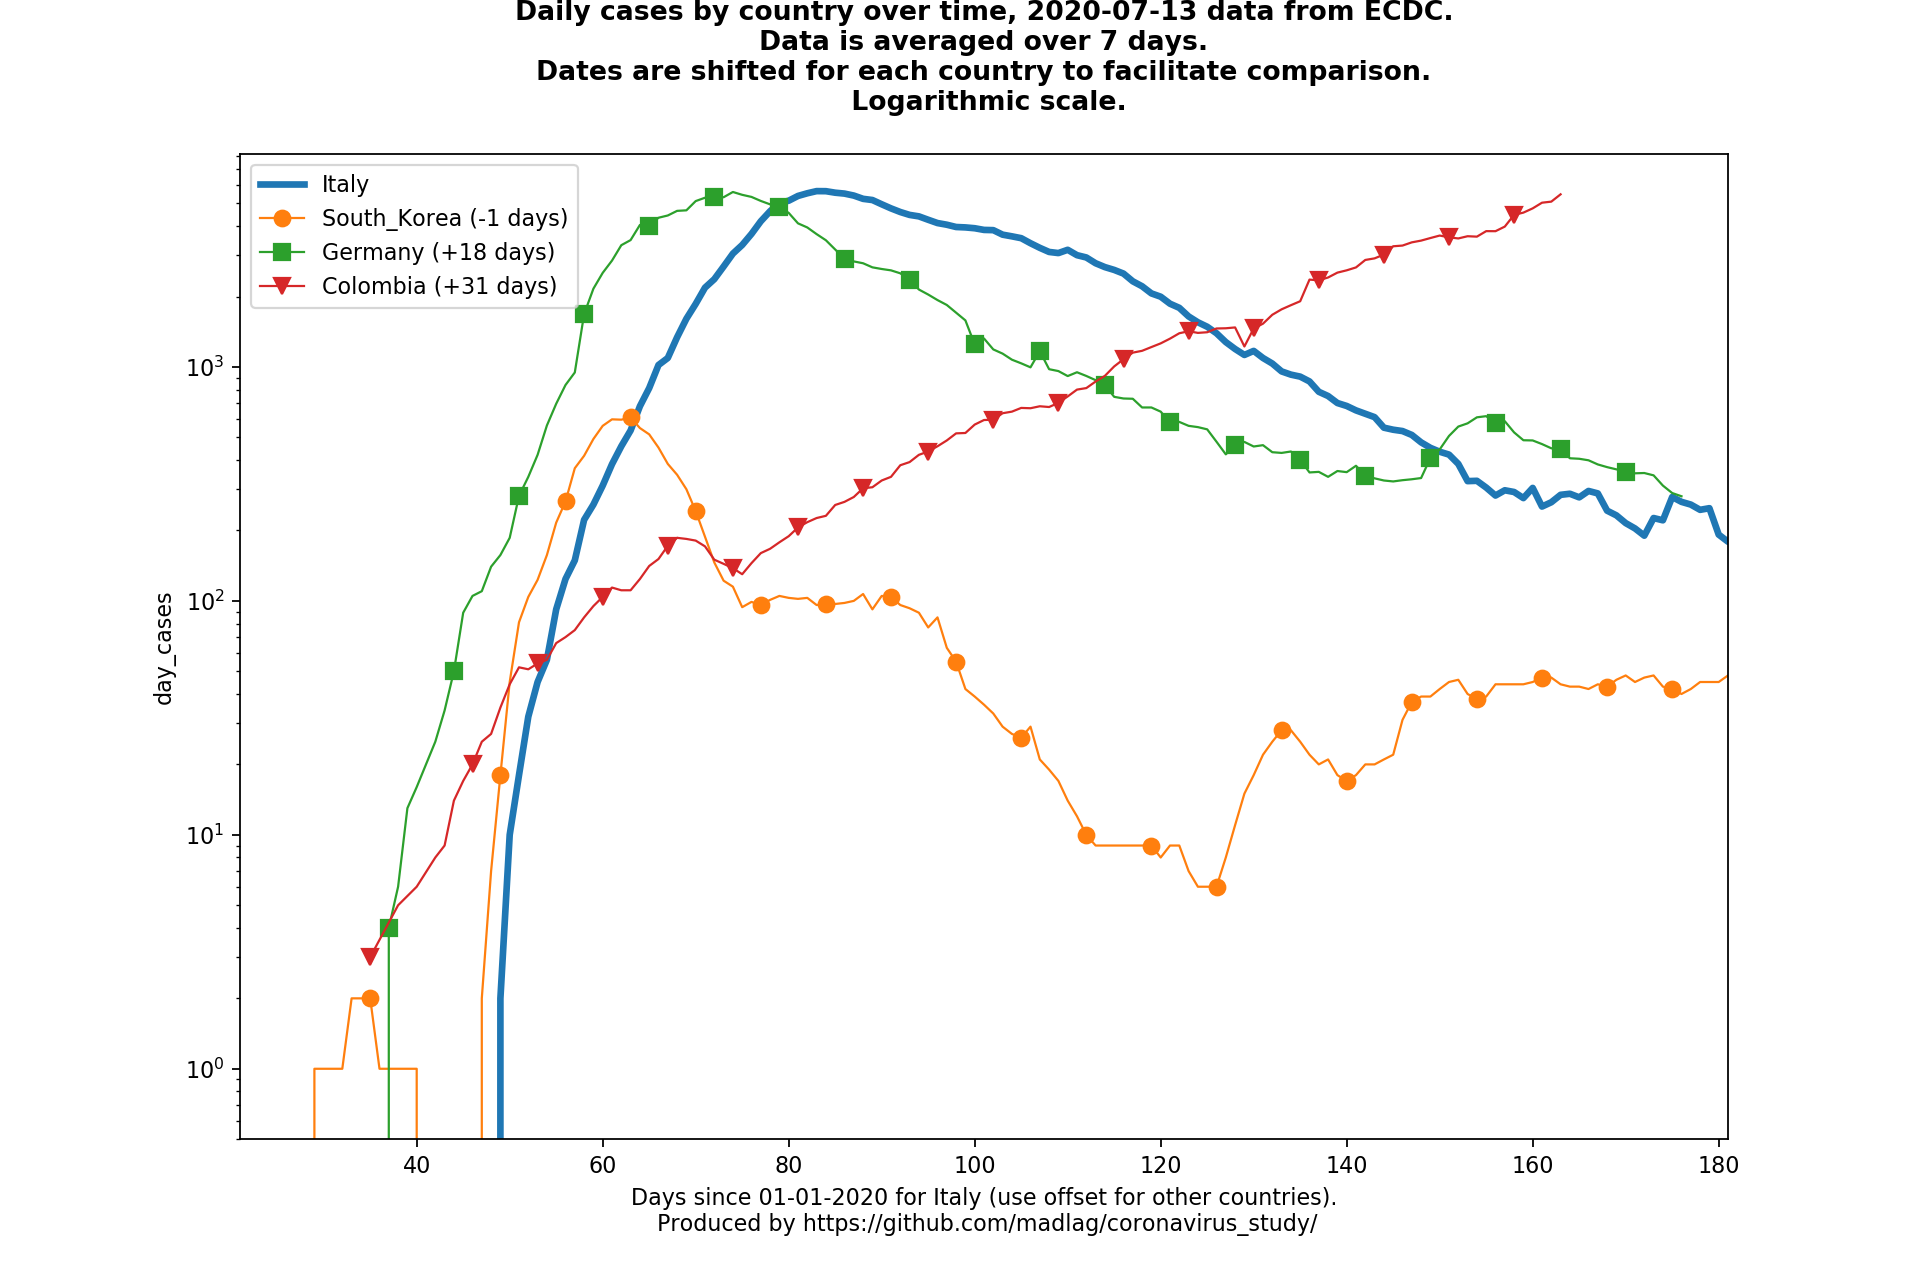 Daily cases by country over time, 2020-07-13 data from ECDC.
Data is averaged over 7 days.
Dates are shifted for each country to facilitate comparison.
Logarithmic scale.
Italy
South_Korea (-1 days)
Germany (+18 days)
Colombia (+31 days)
day_cases
10³
10²
10¹
10⁰
40 60 80 100 120 140 160 180
Days since 01-01-2020 for Italy (use offset for other countries).
Produced by https://github.com/madlag/coronavirus_study/